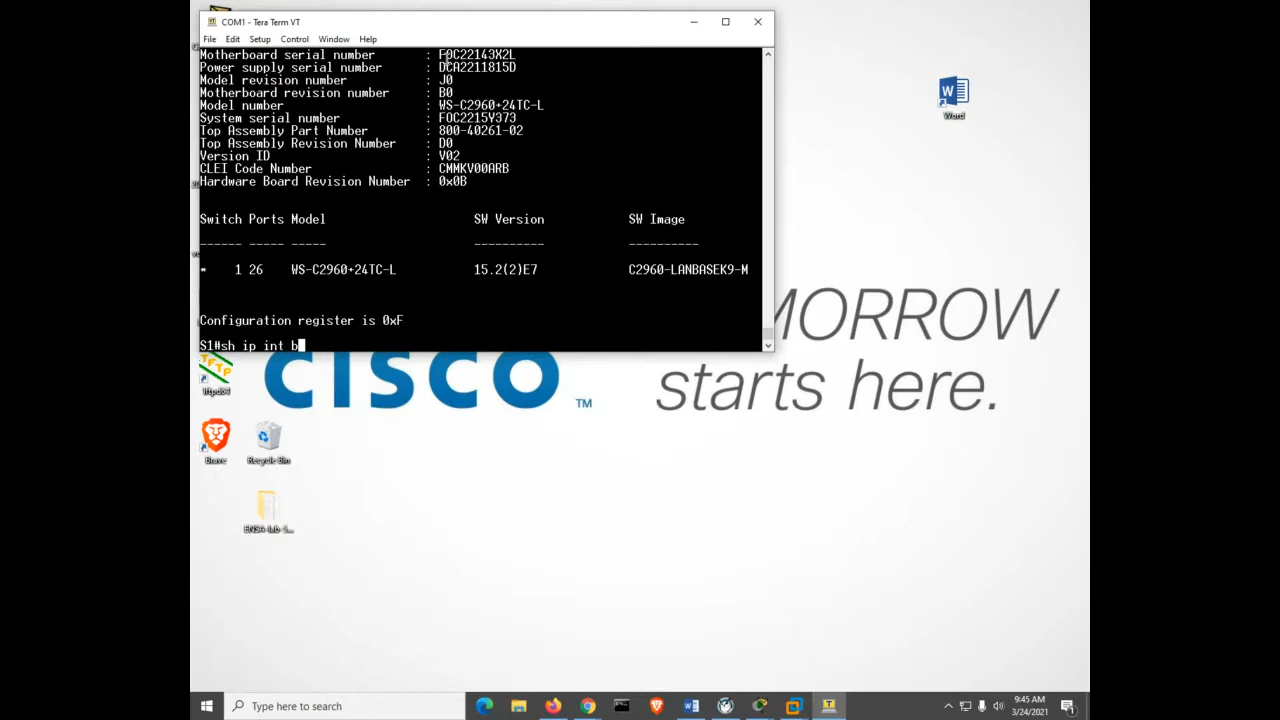 COM1 - Tera Term VT
File Edit Setup Control Window Help
Motherboard serial number : FOC22143X2L
Power supply serial number : DCA2211815D
Model revision number : J0
Motherboard revision number : B0
Model number : WS-C2960+24TC-L
System serial number : FOC2215Y373
Top Assembly Part Number : 800-40261-02
Top Assembly Revision Number : D0
Version ID : V02
CLEI Code Number : CMMKV00ARB
Hardware Board Revision Number : 0x0B
Switch Ports Model SW Version SW Image
------ ----- ----- ---------- ----------
* 1 26 WS-C2960+24TC-L 15.2(2)E7 C2960-LANBASEK9-M
Configuration register is 0xF
S1#sh ip int b
Word
MORROW
starts here.
CISCO
TM
TFTP
Tftpd64
Brave
Recycle Bin
ENSA-lab-5...
Type here to search
9:45 AM
3/24/2021